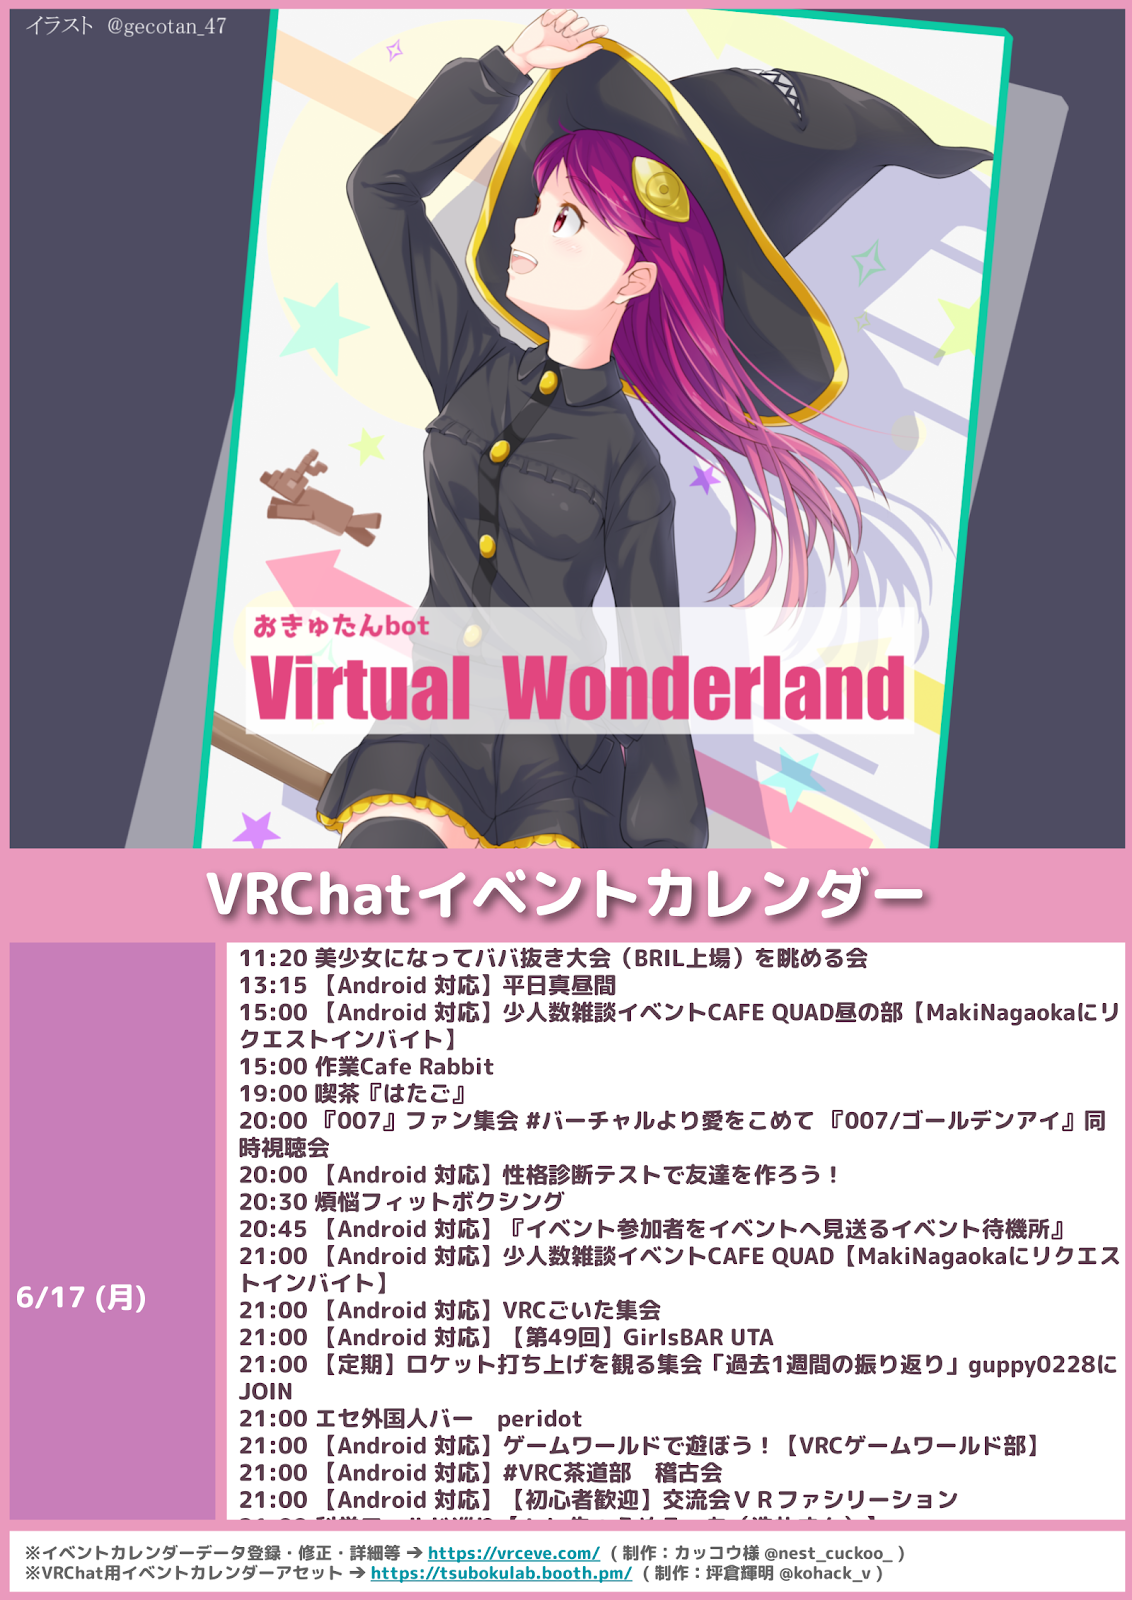 イラスト @gecotan_47
おきゅたんbot
Virtual Wonderland
VRChatイベントカレンダー
6/17 (月)
11:20 美少女になってババ抜き大会（BRIL上場）を眺める会
13:15 【Android 対応】平日真昼間
15:00 【Android 対応】少人数雑談イベントCAFE QUAD昼の部【MakiNagaokaにリ
クエストインバイト】
15:00 作業Cafe Rabbit
19:00 喫茶『はたご』
20:00 『007』ファン集会 #バーチャルより愛をこめて 『007/ゴールデンアイ』同
時視聴会
20:00 【Android 対応】性格診断テストで友達を作ろう！
20:30 煩悩フィットボクシング
20:45 【Android 対応】『イベント参加者をイベントへ見送るイベント待機所』
21:00 【Android 対応】少人数雑談イベントCAFE QUAD【MakiNagaokaにリクエス
トインバイト】
21:00 【Android 対応】VRCごいた集会
21:00 【Android 対応】【第49回】GirlsBAR UTA
21:00 【定期】ロケット打ち上げを観る集会「過去1週間の振り返り」guppy0228に
JOIN
21:00 エセ外国人バー　peridot
21:00 【Android 対応】ゲームワールドで遊ぼう！【VRCゲームワールド部】
21:00 【Android 対応】#VRC茶道部　稽古会
21:00 【Android 対応】【初心者歓迎】交流会ＶＲファシリーション
※イベントカレンダーデータ登録・修正・詳細等 ➔ https://vrceve.com/ （ 制作：カッコウ様 @nest_cuckoo_ ）
※VRChat用イベントカレンダーアセット ➔ https://tsubokulab.booth.pm/ （ 制作：坪倉輝明 @kohack_v ）